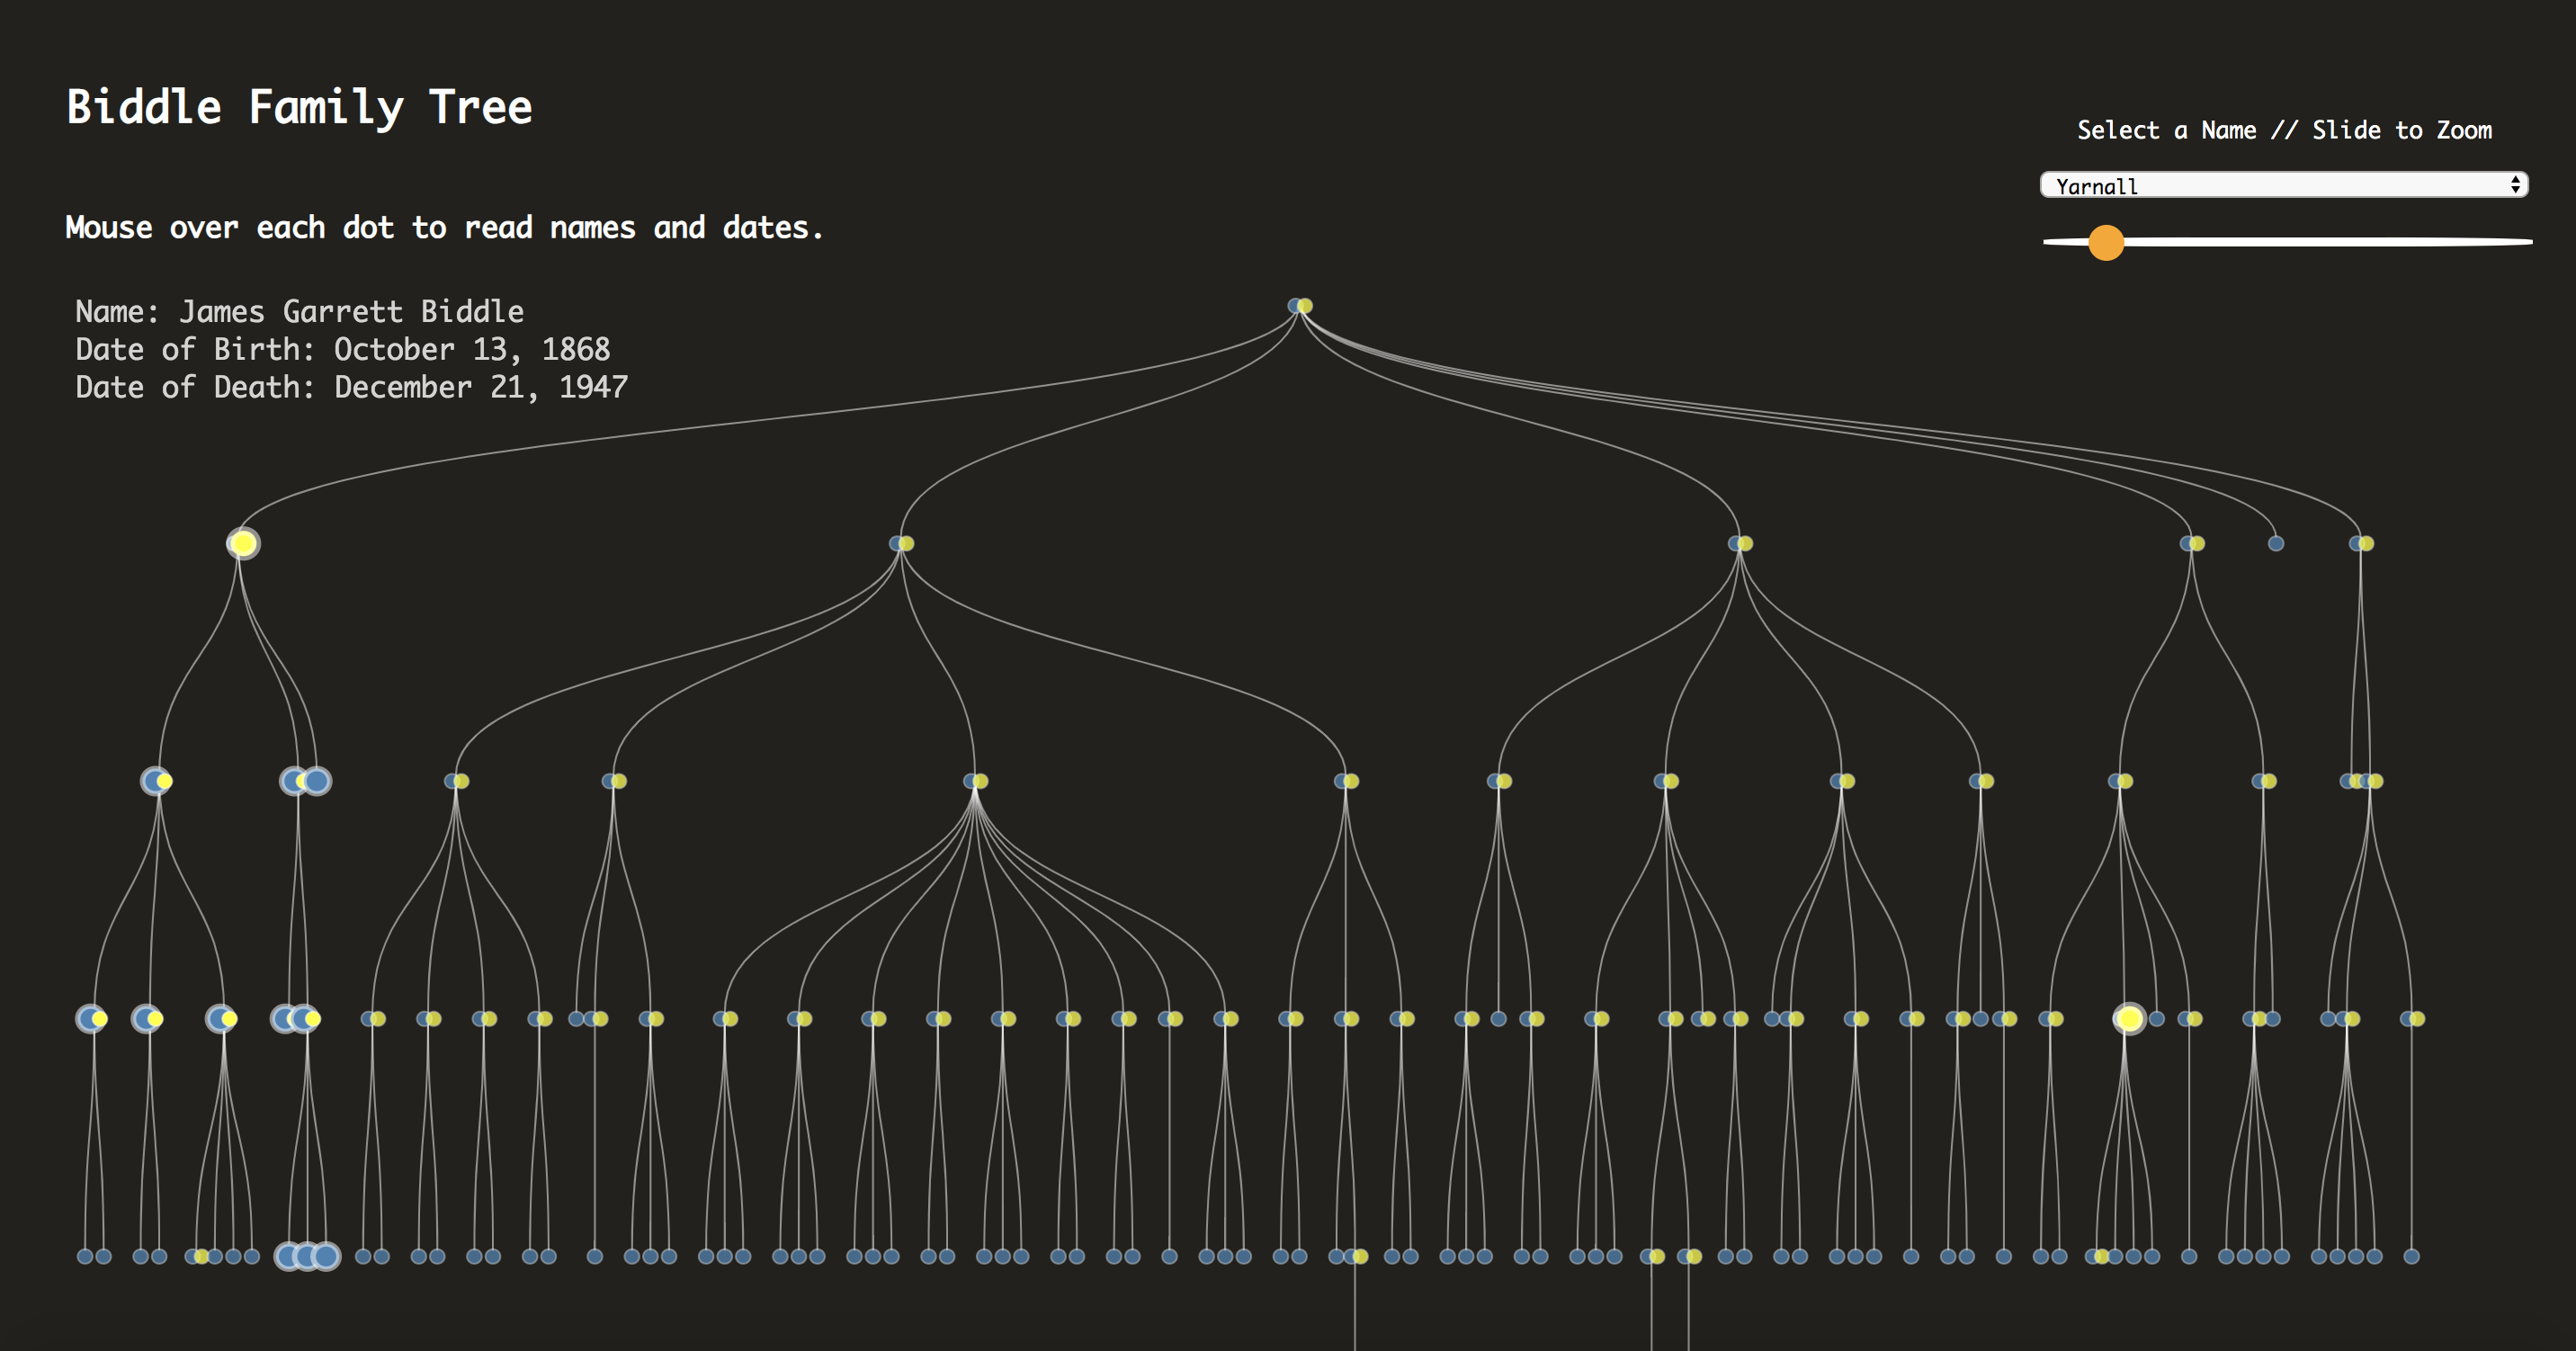 Biddle Family Tree
Select a Name // Slide to Zoom
Yarnall
Mouse over each dot to read names and dates.
Name: James Garrett Biddle
Date of Birth: October 13, 1868
Date of Death: December 21, 1947